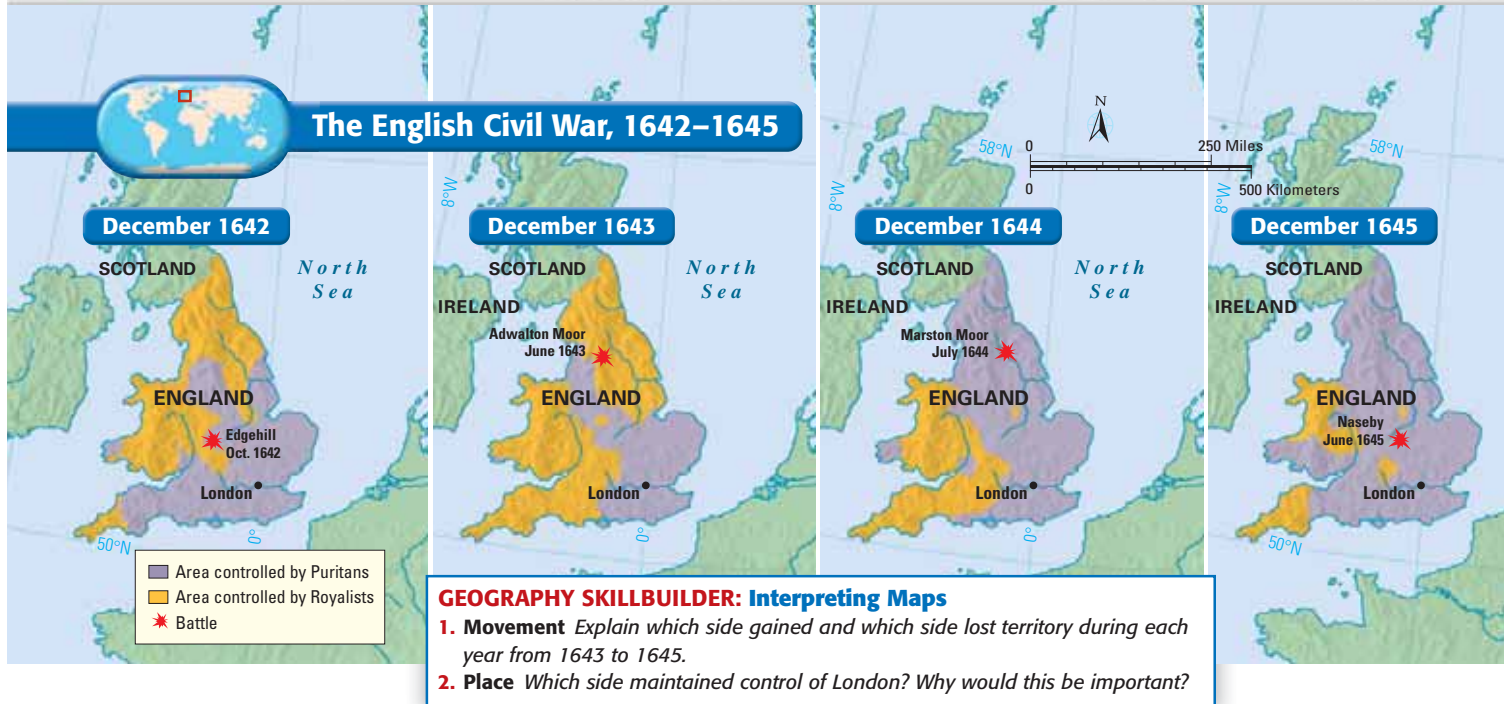 The English Civil War, 1642–1645
N
0
250 Miles
0
500 Kilometers
December 1642
8°W
SCOTLAND
North
Sea
ENGLAND
Edgehill
Oct. 1642
London
50°N
0°
Area controlled by Puritans
Area controlled by Royalists
Battle
December 1643
SCOTLAND
North
Sea
IRELAND
Adwalton Moor
June 1643
ENGLAND
London
0°
58°N
8°W
December 1644
SCOTLAND
North
Sea
IRELAND
Marston Moor
July 1644
ENGLAND
London
0°
58°N
8°W
December 1645
SCOTLAND
IRELAND
ENGLAND
Naseby
June 1645
London
50°N
GEOGRAPHY SKILLBUILDER: Interpreting Maps
1. Movement Explain which side gained and which side lost territory during each
year from 1643 to 1645.
2. Place Which side maintained control of London? Why would this be important?